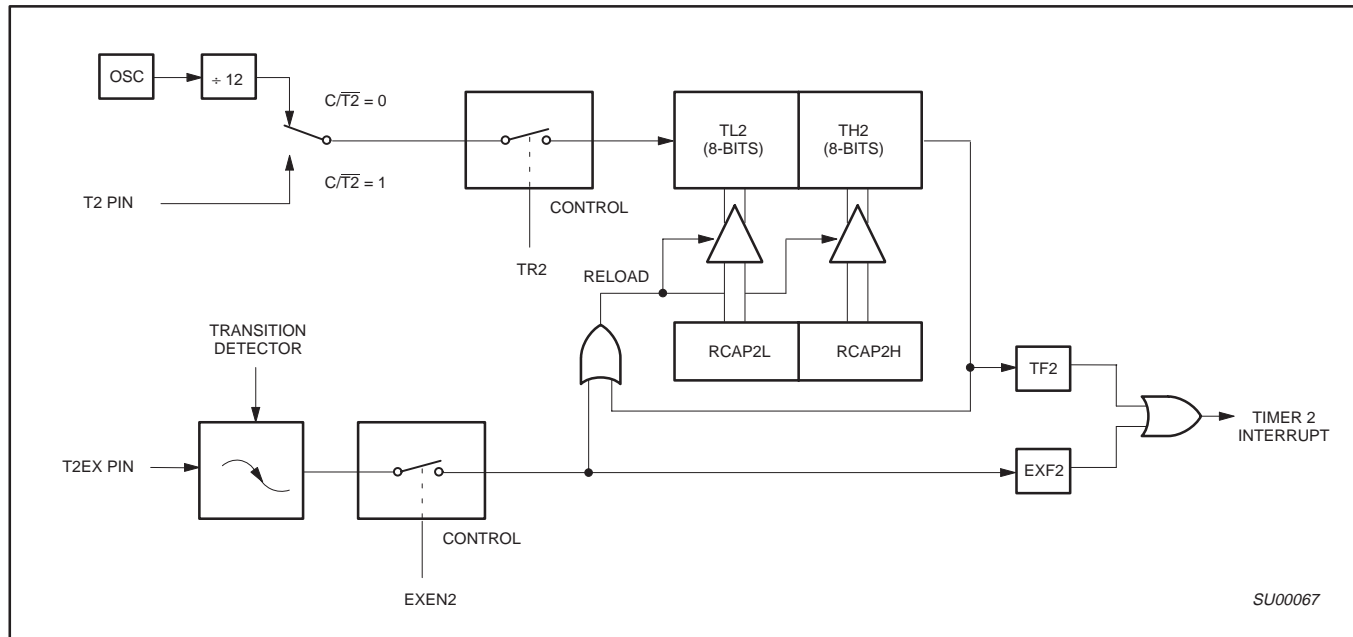 OSC
÷ 12
C/T2 = 0
C/T2 = 1
T2 PIN
CONTROL
TR2
TL2
(8-BITS)
TH2
(8-BITS)
RELOAD
RCAP2L
RCAP2H
TRANSITION
DETECTOR
T2EX PIN
CONTROL
EXEN2
TF2
EXF2
TIMER 2
INTERRUPT
SU00067